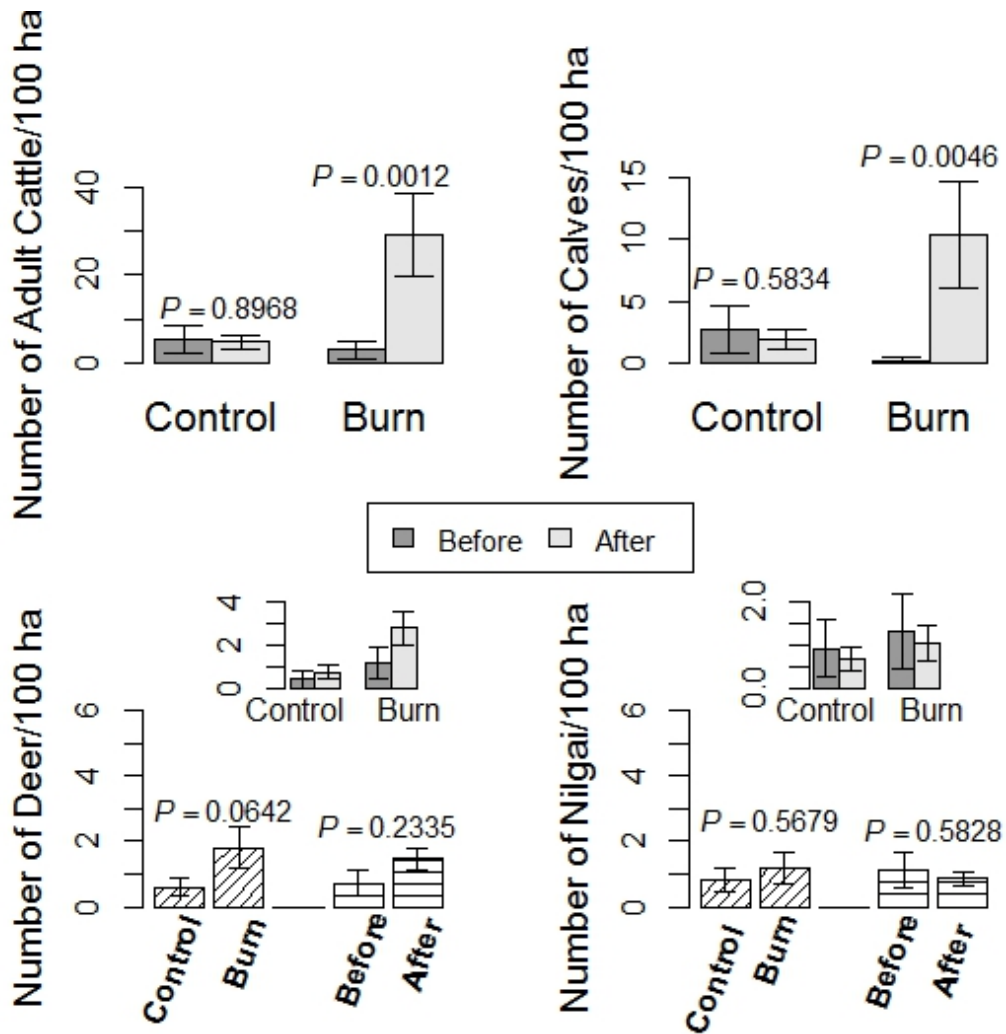 Number of Adult Cattle/100 ha
40
20
0
P = 0.8968
P = 0.0012
Control
Burn
Number of Calves/100 ha
15
10
5
0
P = 0.5834
P = 0.0046
Control
Burn
Before
After
Number of Deer/100 ha
4
2
0
Control
Burn
6
4
2
0
P = 0.0642
P = 0.2335
Control
Burn
Before
After
Number of Nilgai/100 ha
2.0
0.0
Control
Burn
6
4
2
0
P = 0.5679
P = 0.5828
Control
Burn
Before
After